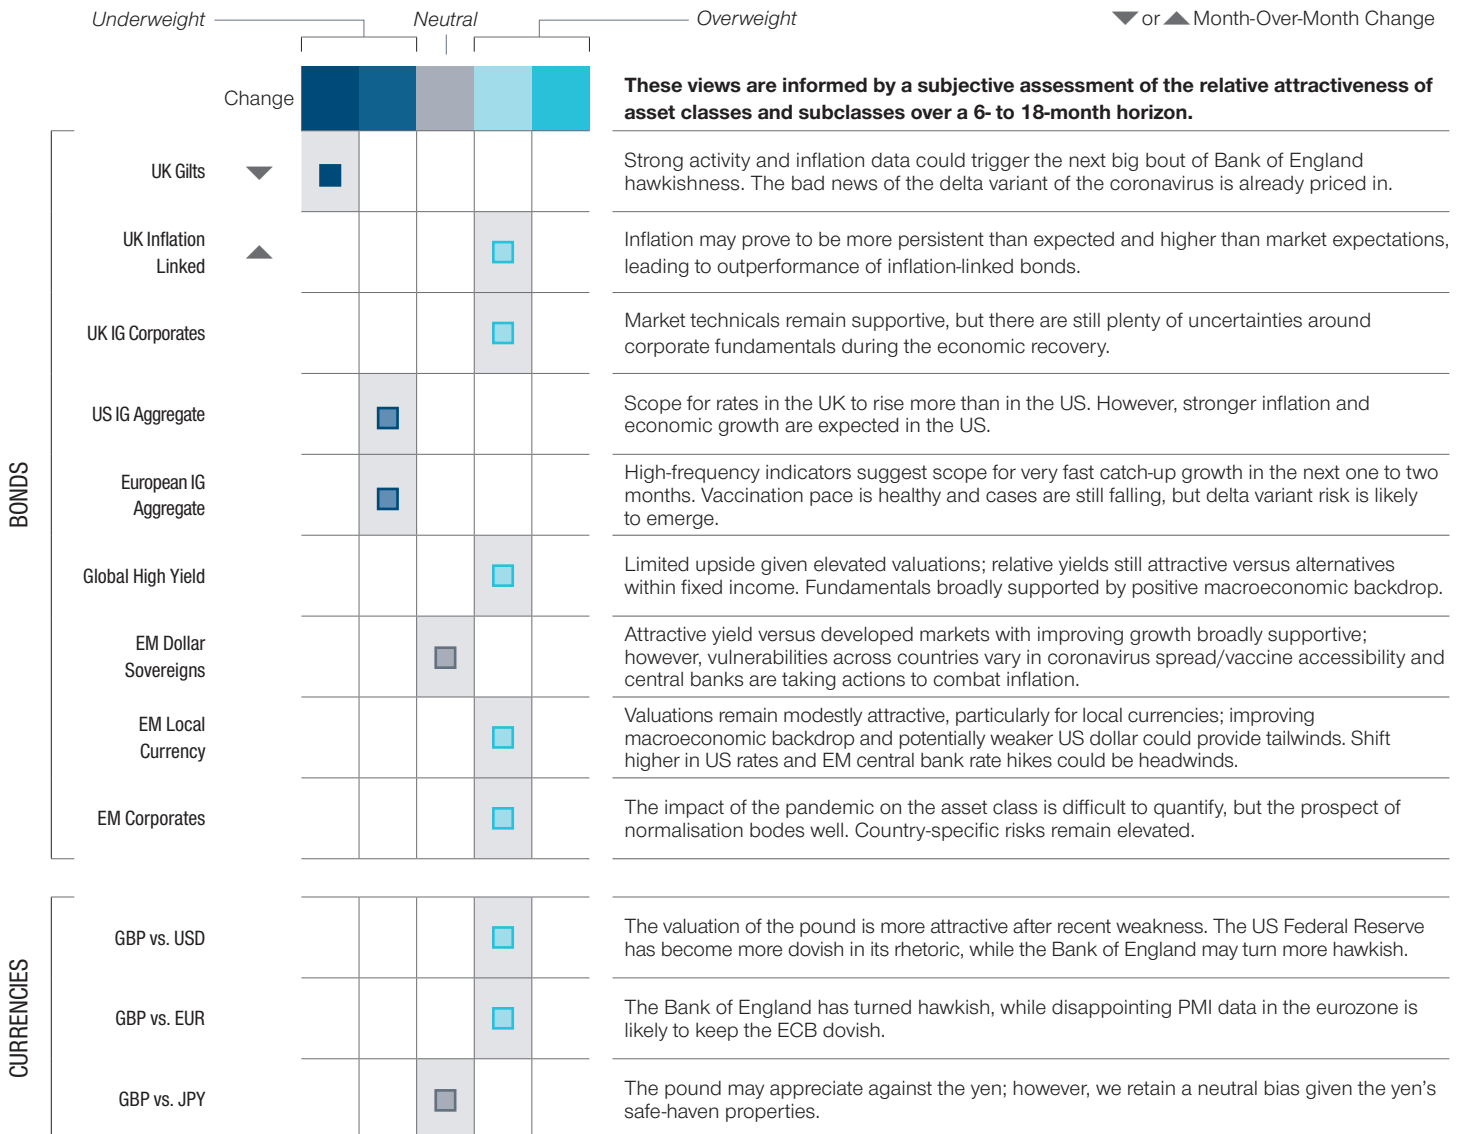 Underweight
Neutral
Overweight
▼ or ▲ Month-Over-Month Change
Change
These views are informed by a subjective assessment of the relative attractiveness of
asset classes and subclasses over a 6- to 18-month horizon.
BONDS
UK Gilts
Strong activity and inflation data could trigger the next big bout of Bank of England
hawkishness. The bad news of the delta variant of the coronavirus is already priced in.
UK Inflation
Linked
Inflation may prove to be more persistent than expected and higher than market expectations,
leading to outperformance of inflation-linked bonds.
UK IG Corporates
Market technicals remain supportive, but there are still plenty of uncertainties around
corporate fundamentals during the economic recovery.
US IG Aggregate
Scope for rates in the UK to rise more than in the US. However, stronger inflation and
economic growth are expected in the US.
European IG
Aggregate
High-frequency indicators suggest scope for very fast catch-up growth in the next one to two
months. Vaccination pace is healthy and cases are still falling, but delta variant risk is likely
to emerge.
Global High Yield
Limited upside given elevated valuations; relative yields still attractive versus alternatives
within fixed income. Fundamentals broadly supported by positive macroeconomic backdrop.
EM Dollar
Sovereigns
Attractive yield versus developed markets with improving growth broadly supportive;
however, vulnerabilities across countries vary in coronavirus spread/vaccine accessibility and
central banks are taking actions to combat inflation.
EM Local
Currency
Valuations remain modestly attractive, particularly for local currencies; improving
macroeconomic backdrop and potentially weaker US dollar could provide tailwinds. Shift
higher in US rates and EM central bank rate hikes could be headwinds.
EM Corporates
The impact of the pandemic on the asset class is difficult to quantify, but the prospect of
normalisation bodes well. Country-specific risks remain elevated.
CURRENCIES
GBP vs. USD
The valuation of the pound is more attractive after recent weakness. The US Federal Reserve
has become more dovish in its rhetoric, while the Bank of England may turn more hawkish.
GBP vs. EUR
The Bank of England has turned hawkish, while disappointing PMI data in the eurozone is
likely to keep the ECB dovish.
GBP vs. JPY
The pound may appreciate against the yen; however, we retain a neutral bias given the yen's
safe-haven properties.